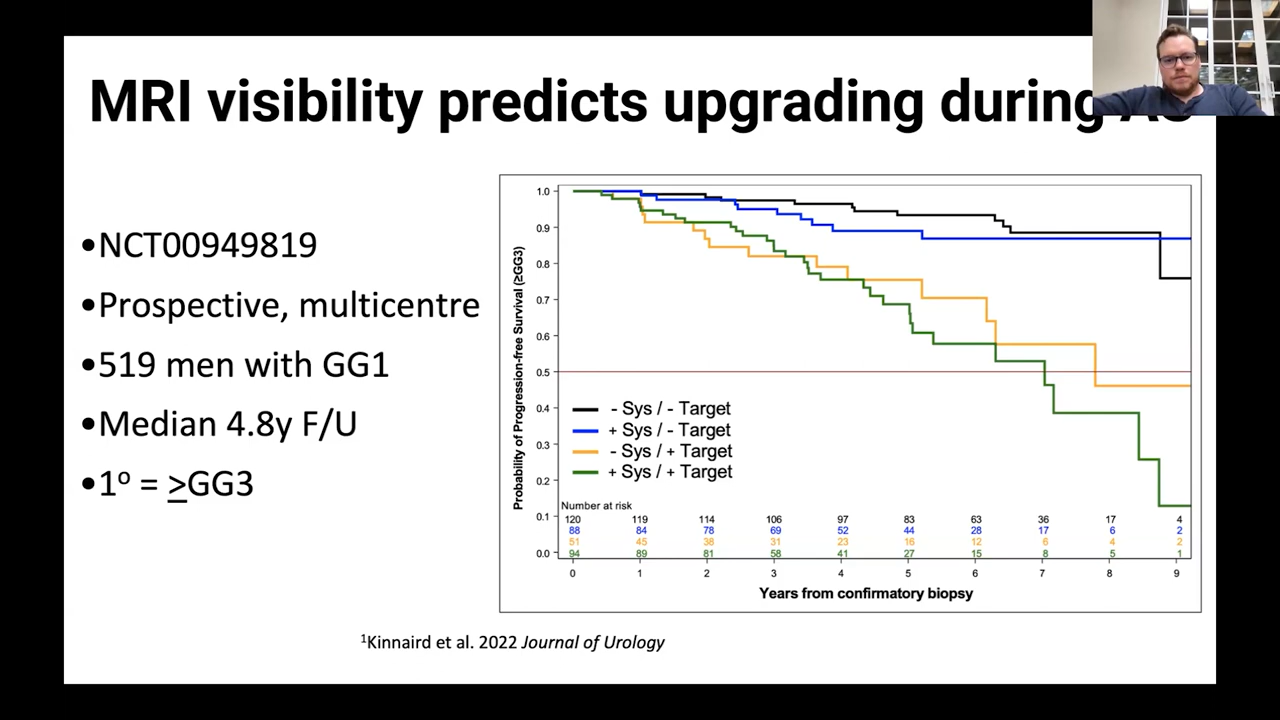 MRI visibility predicts upgrading during
•NCT00949819
•Prospective, multicentre
•519 men with GG1
•Median 4.8y F/U
•1º = ≥GG3
Probability of Progression-free Survival (≥GG3)
1.0
0.9
0.8
0.7
0.6
0.5
0.4
0.3
0.2
0.1
0.0
- Sys / - Target
+ Sys / - Target
- Sys / + Target
+ Sys / + Target
Number at risk
120 119 114 106 97 83 63 36 17 4
88 84 78 69 52 44 28 17 6 2
51 45 38 31 23 16 12 6 4 2
94 89 81 58 41 27 15 8 5 1
0 1 2 3 4 5 6 7 8 9
Years from confirmatory biopsy
¹Kinnaird et al. 2022 Journal of Urology